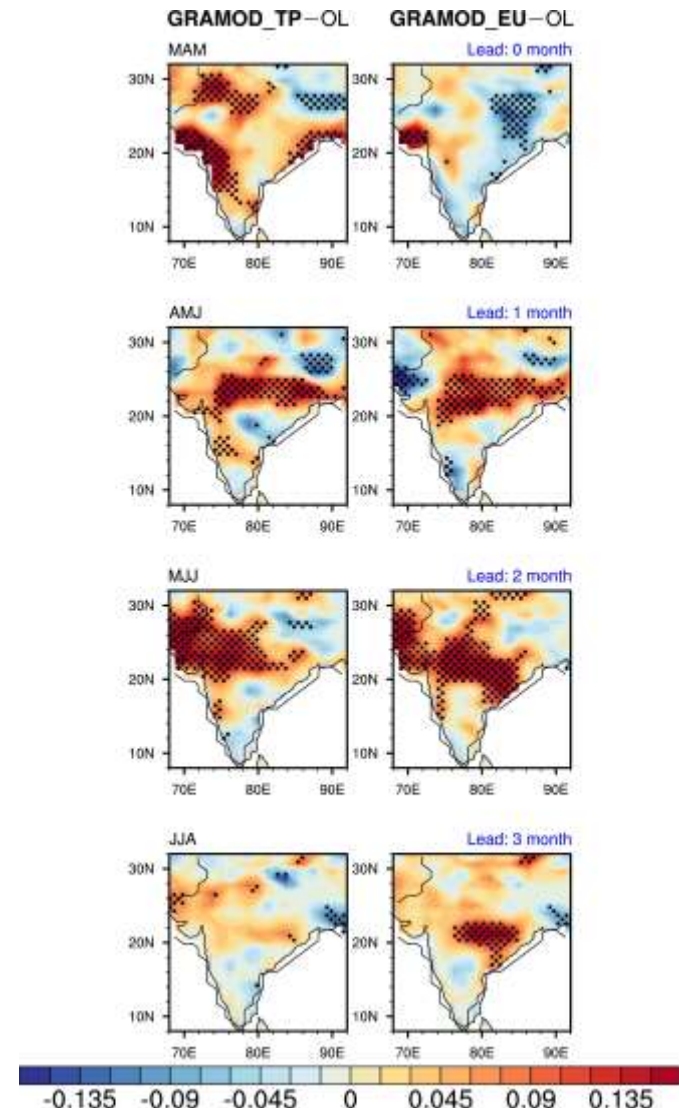 GRAMOD_TP−OL GRAMOD_EU−OL
MAM Lead: 0 month
30N 30N
20N 20N
10N 10N
70E 80E 90E 70E 80E 90E
AMJ Lead: 1 month
30N 30N
20N 20N
10N 10N
70E 80E 90E 70E 80E 90E
MJJ Lead: 2 month
30N 30N
20N 20N
10N 10N
70E 80E 90E 70E 80E 90E
JJA Lead: 3 month
30N 30N
20N 20N
10N 10N
70E 80E 90E 70E 80E 90E
-0.135 -0.09 -0.045 0 0.045 0.09 0.135